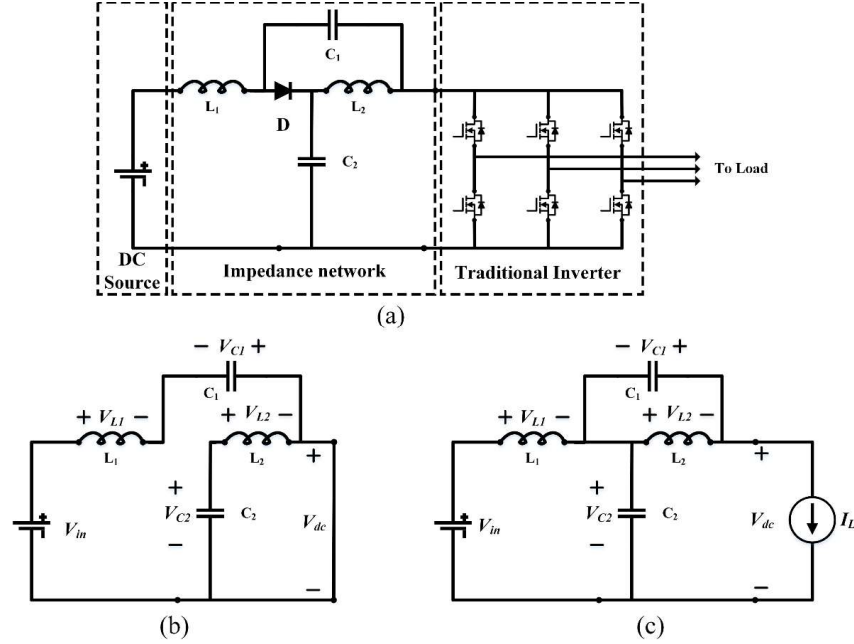 C1
L1
D
L2
C2
To Load
DC
Source
Impedance network
Traditional Inverter
(a)
− VC1 +
C1
+ VL1 −
+ VL2 −
L1
L2
+
+
Vin
VC2
C2
Vdc
−
−
(b)
− VC1 +
C1
+ VL1 −
+ VL2 −
L1
L2
+
+
Vin
VC2
C2
Vdc
IL
−
−
(c)